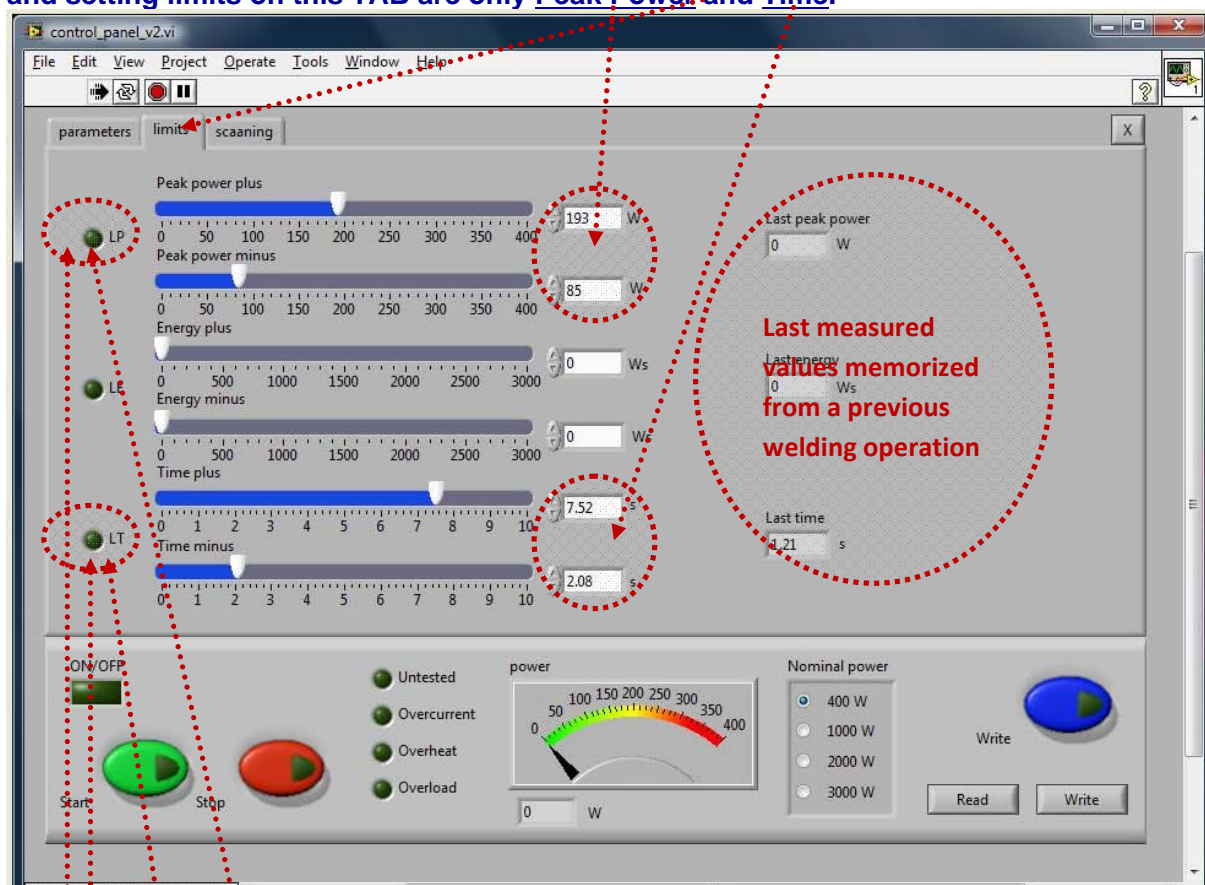 and setting limits on this TAB are only Peak Power and Time.
control_panel_v2.vi
File Edit View Project Operate Tools Window Help
1
parameters limits scaaning X
Peak power plus
193 W
LP
0 50 100 150 200 250 300 350 400
Peak power minus
85 W
0 50 100 150 200 250 300 350 400
Energy plus
0 Ws
LE
0 500 1000 1500 2000 2500 3000
Energy minus
0 Ws
0 500 1000 1500 2000 2500 3000
Time plus
7.52 s
LT
0 1 2 3 4 5 6 7 8 9 10
Time minus
2.08 s
0 1 2 3 4 5 6 7 8 9 10
Last peak power
0 W
Last measured
values memorized
from a previous
welding operation
Last energy
0 Ws
Last time
1.21 s
ON/OFF
Start
Stop
Untested
Overcurrent
Overheat
Overload
power
0 50 100 150 200 250 300 350 400
0 W
Nominal power
400 W
1000 W
2000 W
3000 W
Write
Read Write